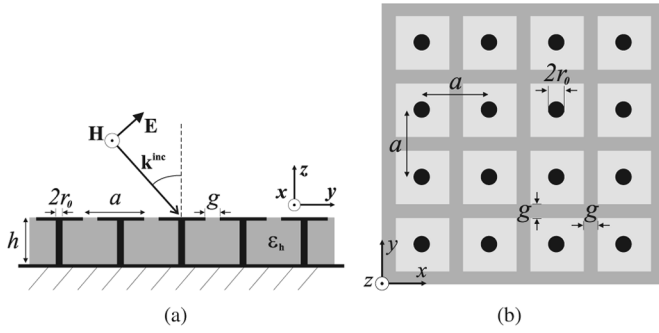 H E
k^inc
z
x y
2r₀ a g
h ε_h
(a)
2r₀
a
a
g g
y
z x
(b)